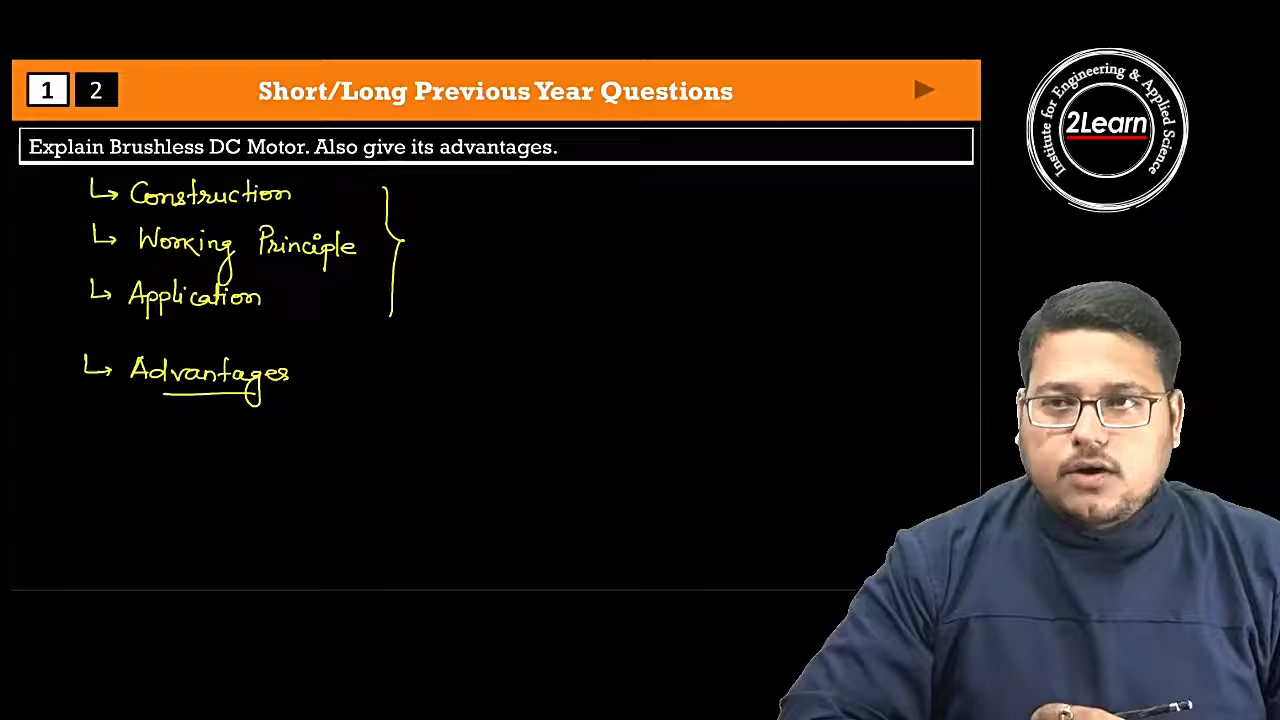 1 2 Short/Long Previous Year Questions
Explain Brushless DC Motor. Also give its advantages.
Construction
Working Principle
Application
Advantages
Institute for Engineering & Applied Science
2Learn